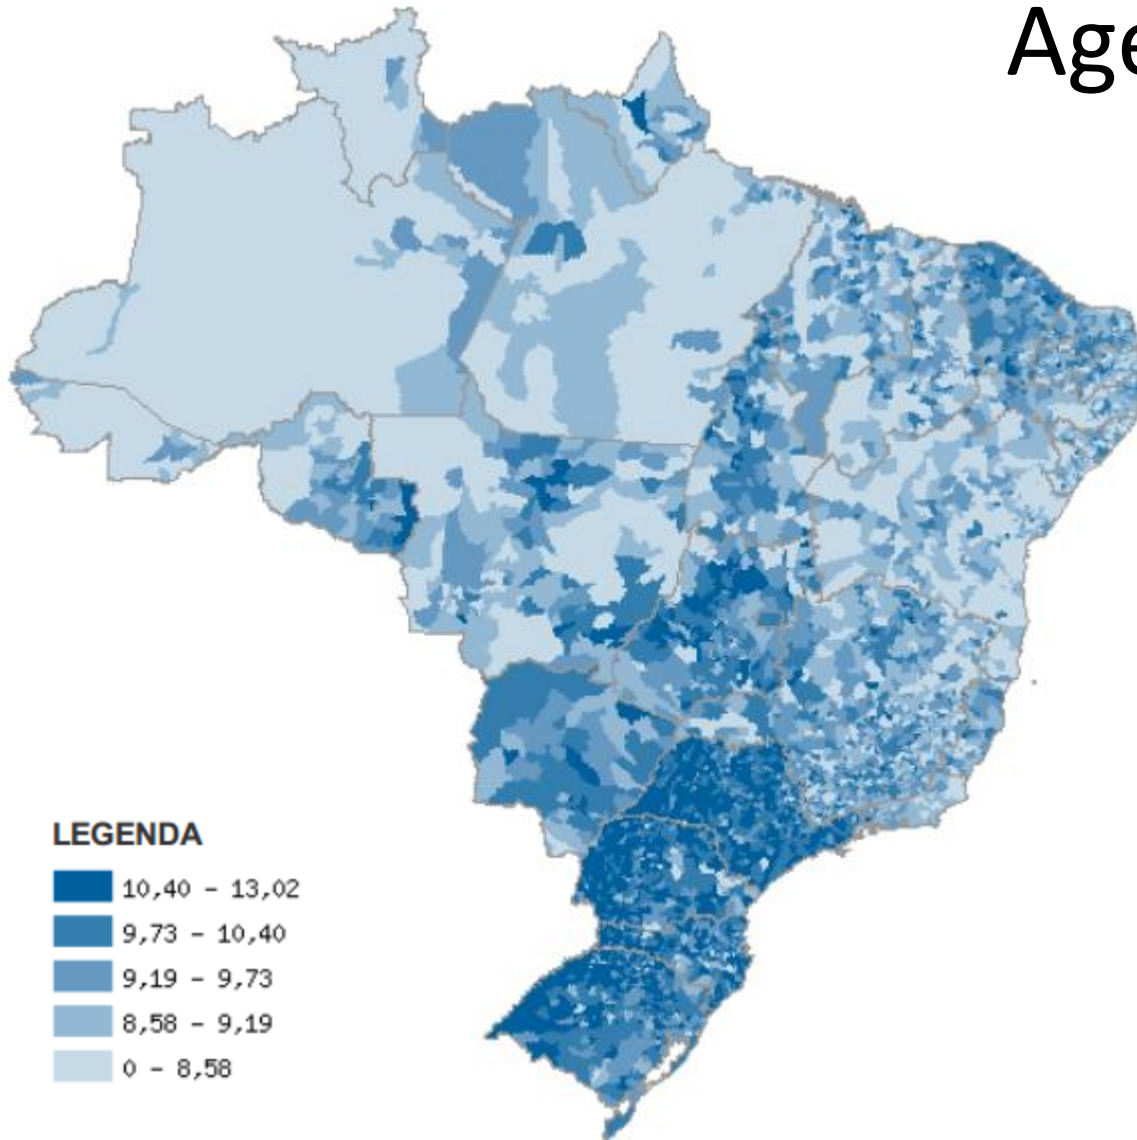 Age
LEGENDA
10,40 – 13,02
9,73 – 10,40
9,19 – 9,73
8,58 – 9,19
0 – 8,58